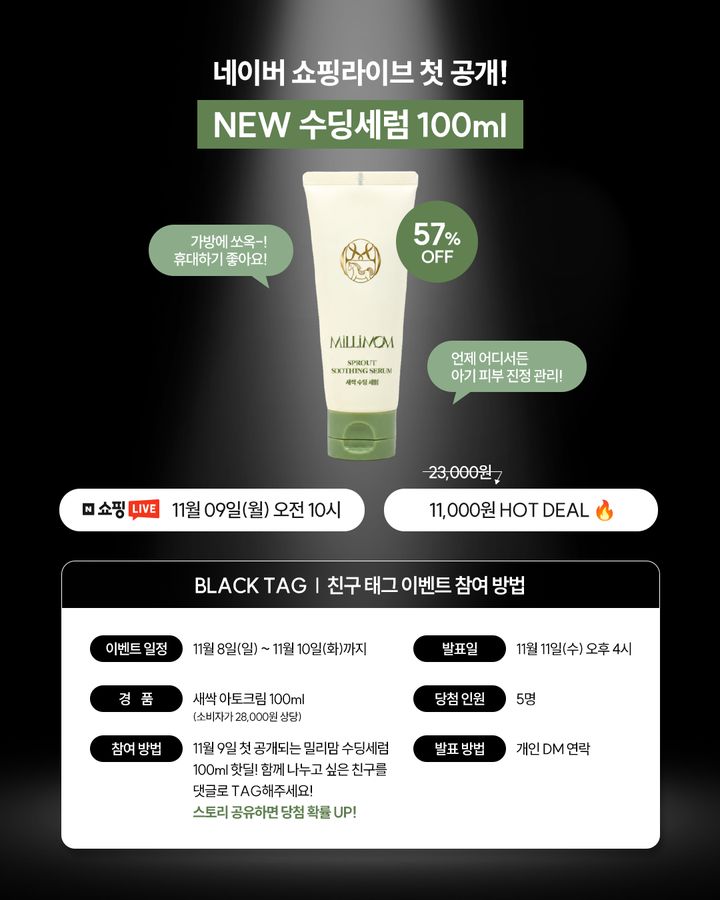 네이버 쇼핑라이브 첫 공개!
NEW 수딩세럼 100ml
57%
OFF
가방에 쏘옥~!
휴대하기 좋아요!
MILLIMOM
SPROUT
SOOTHING SERUM
새싹 수딩 세럼
언제 어디서든
아기 피부 진정 관리!
23,000원
N 쇼핑 LIVE 11월 09일(월) 오전 10시
11,000원 HOT DEAL 🔥
BLACK TAG | 친구 태그 이벤트 참여 방법
이벤트 일정 11월 8일(일) ~ 11월 10일(화)까지
발표일 11월 11일(수) 오후 4시
경 품 새싹 아토크림 100ml
(소비자가 28,000원 상당)
당첨 인원 5명
참여 방법 11월 9일 첫 공개되는 밀리맘 수딩세럼
100ml 핫딜! 함께 나누고 싶은 친구를
댓글로 TAG해주세요!
스토리 공유하면 당첨 확률 UP!
발표 방법 개인 DM 연락